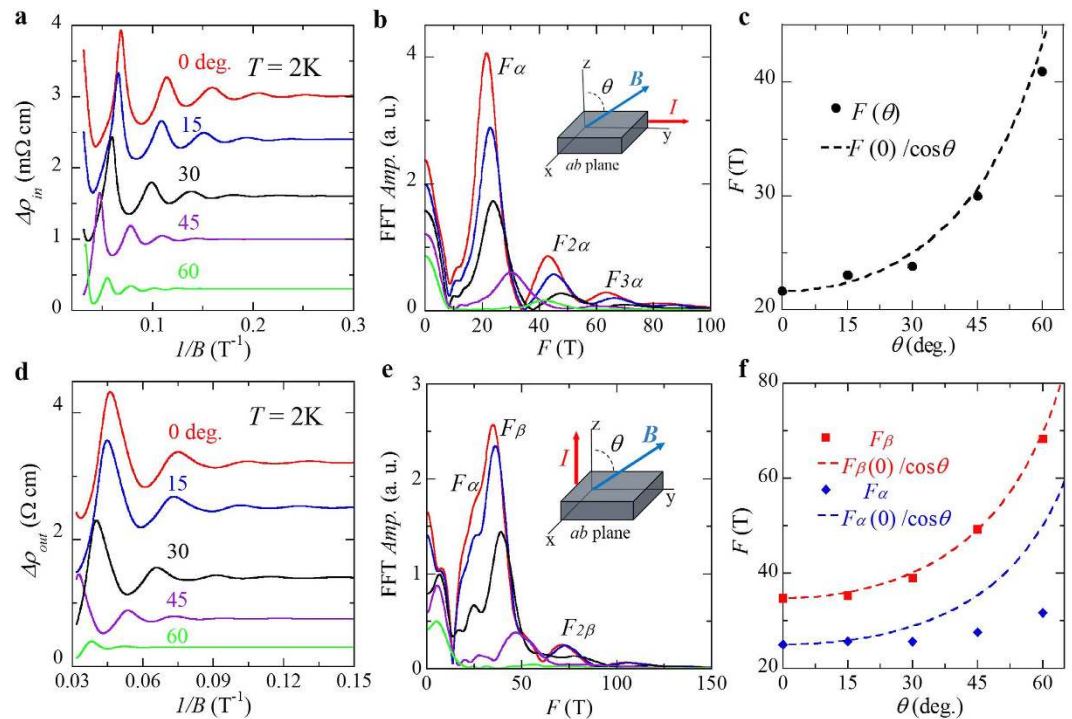 a
Δρin (mΩ cm)
4
3
2
1
0
0 deg.
T = 2K
15
30
45
60
0.1
0.2
0.3
1/B (T-1)
b
FFT Amp. (a. u.)
4
2
0
Fα
F2α
F3α
z
θ
B
I
y
x
ab plane
0
20
40
60
80
100
F (T)
c
F (T)
40
30
20
F (θ)
F (0) /cosθ
0
15
30
45
60
θ (deg.)
d
Δρout (Ω cm)
4
2
0
0 deg.
T = 2K
15
30
45
60
0.03
0.06
0.09
0.12
0.15
1/B (T-1)
e
FFT Amp. (a. u.)
3
2
1
0
Fβ
Fα
F2β
z
I
θ
B
y
x
ab plane
0
50
100
150
F (T)
f
F (T)
80
60
40
20
Fβ
Fβ (0) /cosθ
Fα
Fα (0) /cosθ
0
15
30
45
60
θ (deg.)